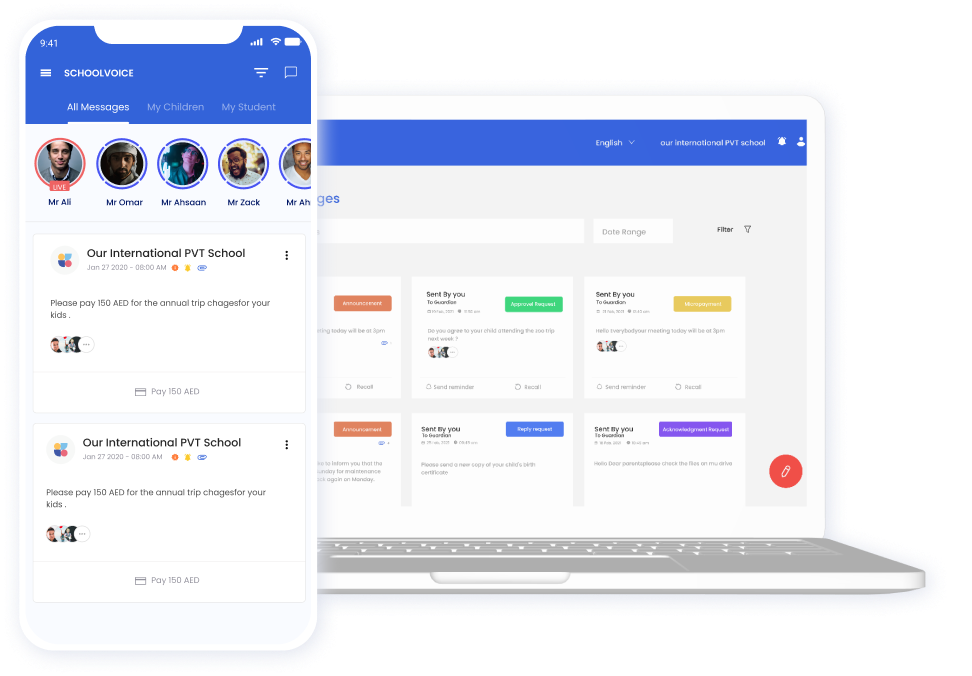 9:41
SCHOOLVOICE
All Messages My Children My Student
LIVE
Mr Ali Mr Omar Mr Ahsaan Mr Zack Mr Ah
Our International PVT School
Jan 27 2020 - 08:00 AM
Please pay 150 AED for the annual trip chagesfor your
kids .
Pay 150 AED
Our International PVT School
Jan 27 2020 - 08:00 AM
Please pay 150 AED for the annual trip chagesfor your
kids .
Pay 150 AED
English our international PVT school
ges
Date Range Filter
Announcement
ing today will be at 5pm
Recall
Sent By you
To Guardian
Approvel Request
Do you agree to your child attending the zoo trip
next week ?
Send reminder Recall
Sent By you
To Guardian
Micropayment
Hello Everybodyour meeting today will be at 5pm
Send reminder Recall
Announcement
to inform you that the
unday for maintenance
ck again on Monday.
Sent By you
To Guardian
Reply request
Please send a new copy of your child's birth
certificate
Sent By you
To Guardian
Acknowledgment Request
Hello Dear parentsplease check the files on mu drive